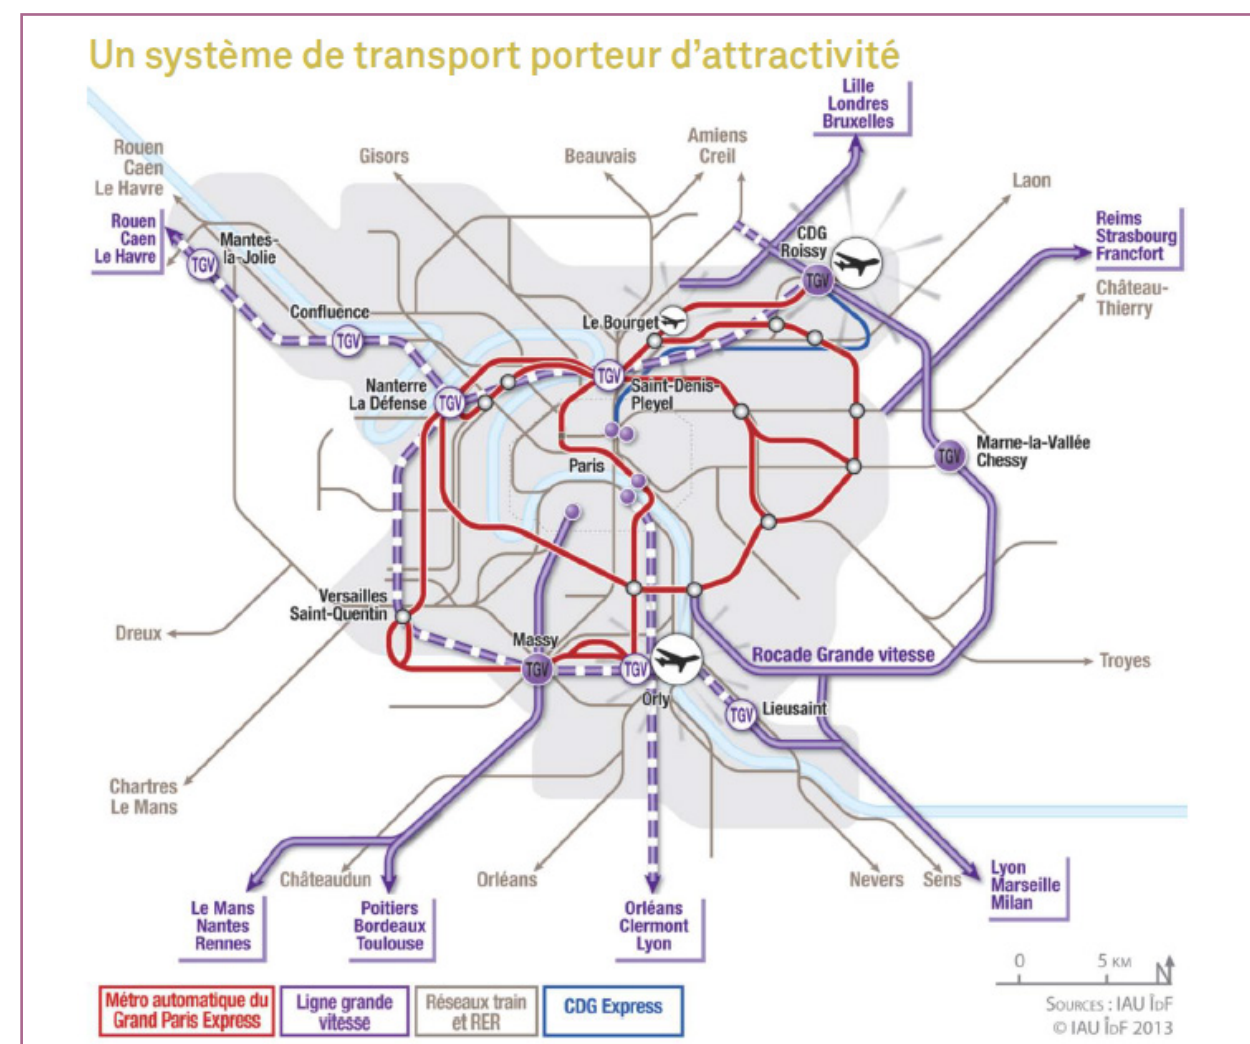 Un système de transport porteur d'attractivité
Lille
Londres
Bruxelles
Amiens
Creil
Rouen
Caen
Le Havre
Gisors
Beauvais
Laon
Rouen
Caen
Le Havre
Mantes-
la-Jolie
TGV
CDG
Roissy
TGV
Reims
Strasbourg
Francfort
Château-
Thierry
Confluence
TGV
Le Bourget
Nanterre
La Défense
TGV
TGV
Saint-Denis-
Pleyel
Marne-la-Vallée
Chessy
TGV
Paris
Versailles
Saint-Quentin
Dreux
Massy
TGV
TGV
Orly
Rocade Grande vitesse
Troyes
TGV
Lieusaint
Chartres
Le Mans
Châteaudun
Orléans
Nevers
Sens
Lyon
Marseille
Milan
Le Mans
Nantes
Rennes
Poitiers
Bordeaux
Toulouse
Orléans
Clermont
Lyon
0
5 KM
N
Métro automatique du
Grand Paris Express
Ligne grande
vitesse
Réseaux train
et RER
CDG Express
SOURCES : IAU ÎDF
© IAU ÎDF 2013